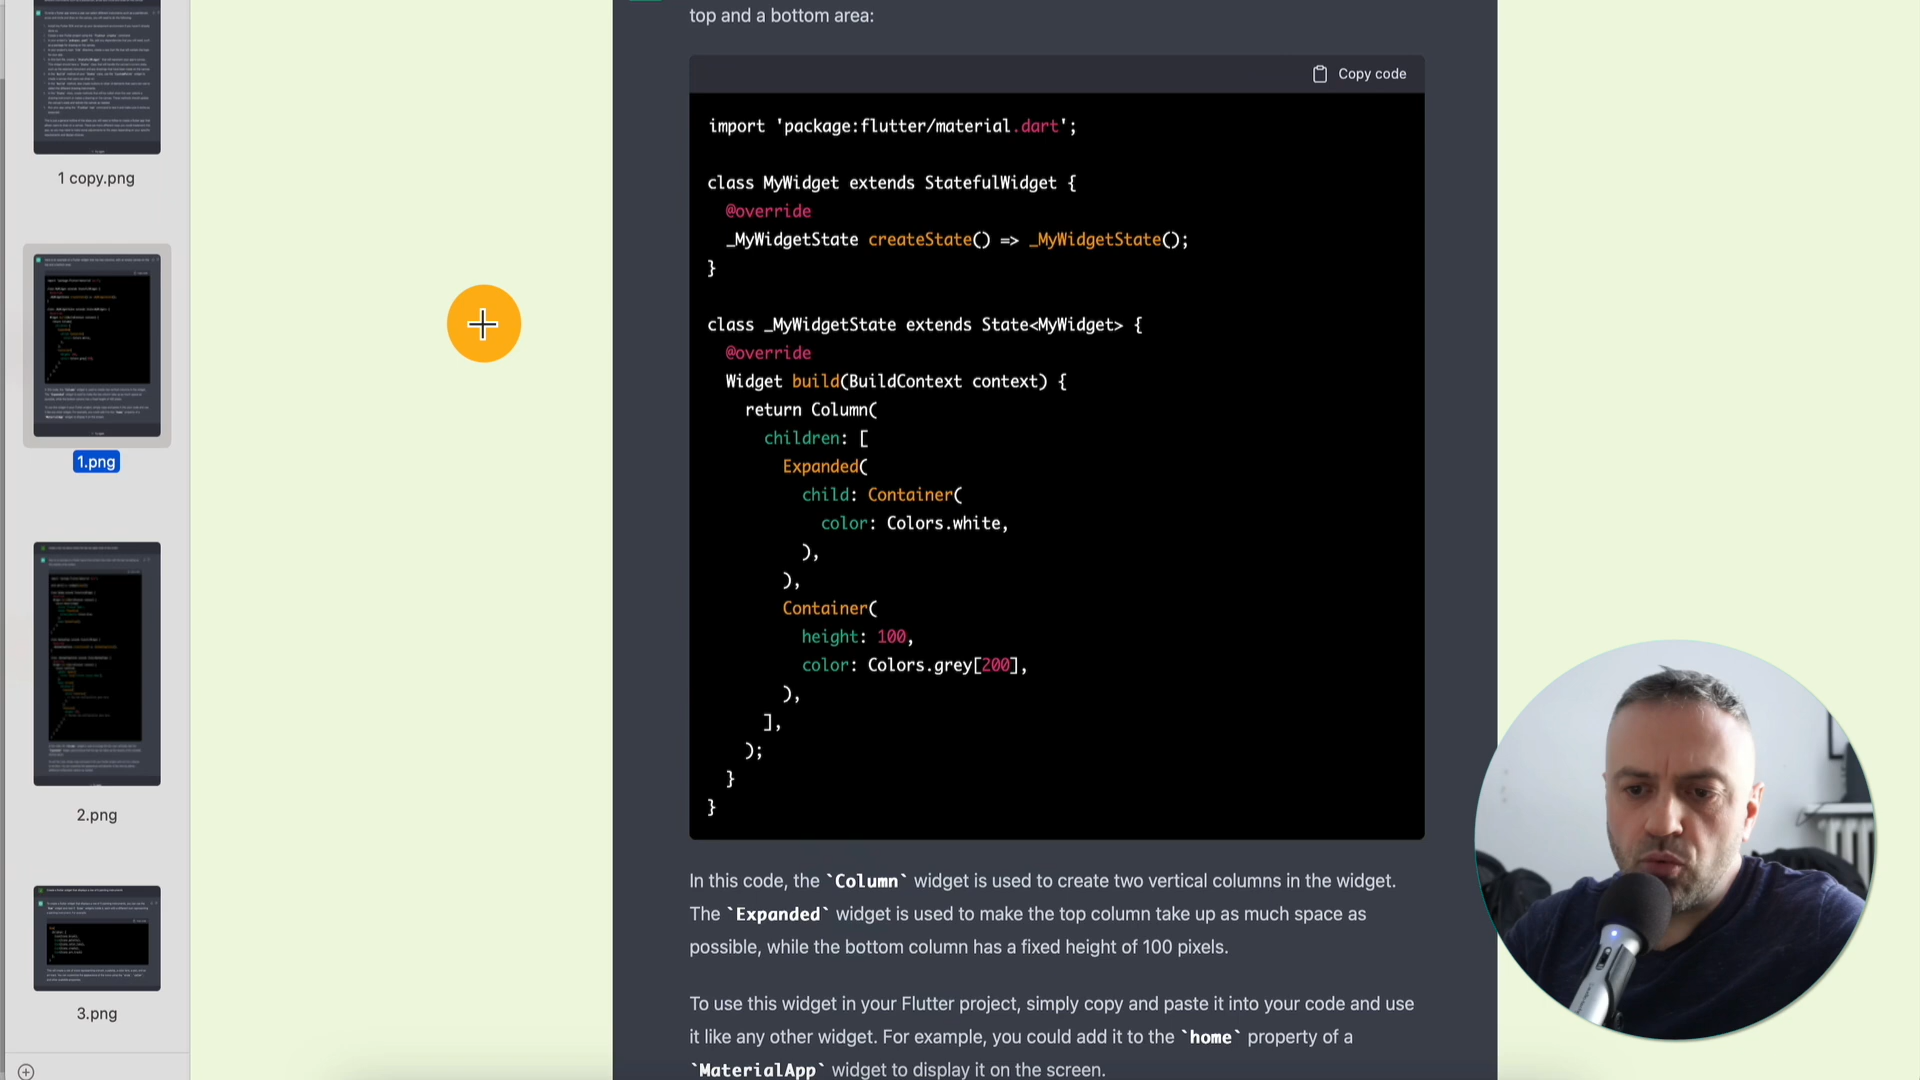 top and a bottom area:
Copy code
import 'package:flutter/material.dart';
class MyWidget extends StatefulWidget {
@override
_MyWidgetState createState() => _MyWidgetState();
}
class _MyWidgetState extends State<MyWidget> {
@override
Widget build(BuildContext context) {
return Column(
children: [
Expanded(
child: Container(
color: Colors.white,
),
),
Container(
height: 100,
color: Colors.grey[200],
),
],
);
}
}
In this code, the `Column` widget is used to create two vertical columns in the widget.
The `Expanded` widget is used to make the top column take up as much space as
possible, while the bottom column has a fixed height of 100 pixels.
To use this widget in your Flutter project, simply copy and paste it into your code and use
it like any other widget. For example, you could add it to the `home` property of a
`MaterialApp` widget to display it on the screen.
1 copy.png
1.png
2.png
3.png